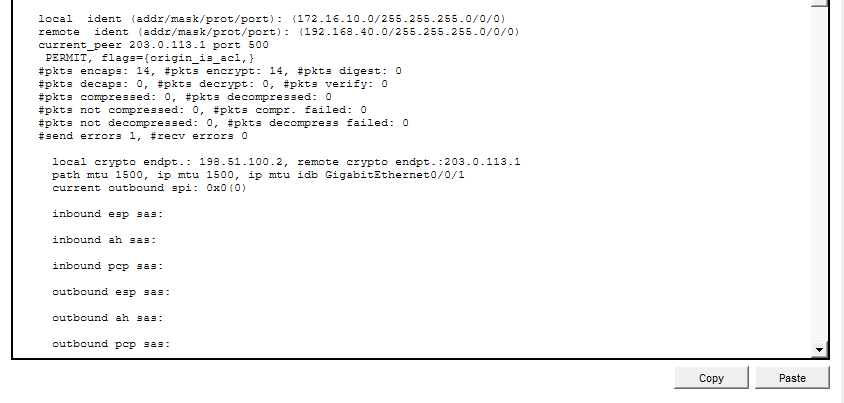 local  ident (addr/mask/prot/port): (172.16.10.0/255.255.255.0/0/0)
remote  ident (addr/mask/prot/port): (192.168.40.0/255.255.255.0/0/0)
current_peer 203.0.113.1 port 500
PERMIT, flags={origin_is_acl,}
#pkts encaps: 14, #pkts encrypt: 14, #pkts digest: 0
#pkts decaps: 0, #pkts decrypt: 0, #pkts verify: 0
#pkts compressed: 0, #pkts decompressed: 0
#pkts not compressed: 0, #pkts compr. failed: 0
#pkts not decompressed: 0, #pkts decompress failed: 0
#send errors 1, #recv errors 0
local crypto endpt.: 198.51.100.2, remote crypto endpt.:203.0.113.1
path mtu 1500, ip mtu 1500, ip mtu idb GigabitEthernet0/0/1
current outbound spi: 0x0(0)
inbound esp sas:
inbound ah sas:
inbound pcp sas:
outbound esp sas:
outbound ah sas:
outbound pcp sas:
Copy Paste